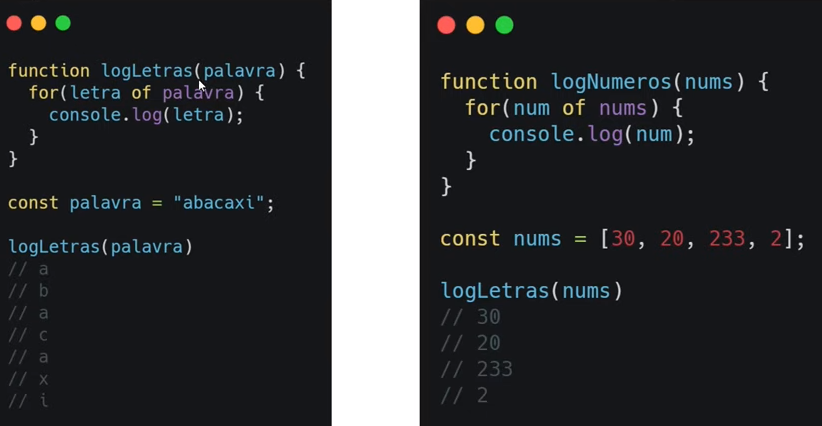 function logLetras(palavra) {
  for(letra of palavra) {
    console.log(letra);
  }
}
const palavra = "abacaxi";
logLetras(palavra)
// a
// b
// a
// c
// a
// x
// i
function logNumeros(nums) {
  for(num of nums) {
    console.log(num);
  }
}
const nums = [30, 20, 233, 2];
logLetras(nums)
// 30
// 20
// 233
// 2